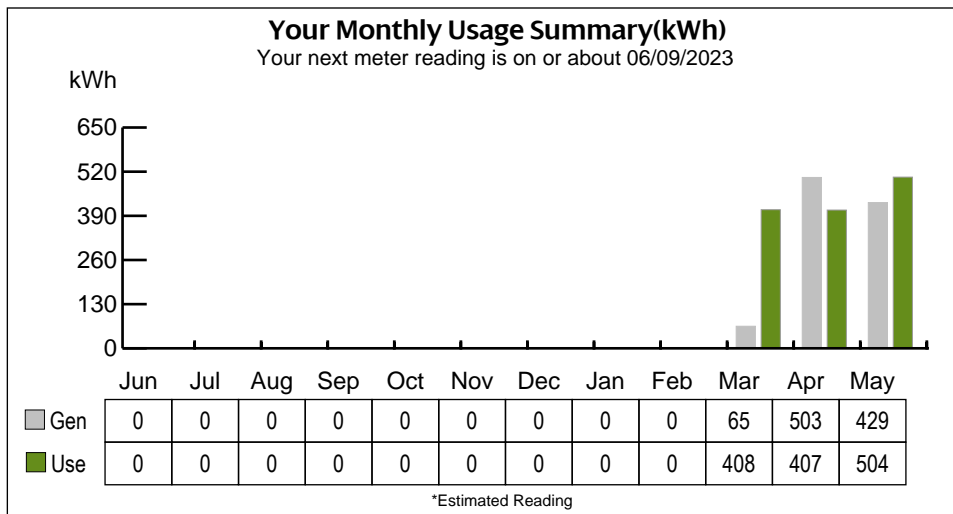 Your Monthly Usage Summary(kWh)
Your next meter reading is on or about 06/09/2023
kWh
650
520
390
260
130
0
Jun Jul Aug Sep Oct Nov Dec Jan Feb Mar Apr May
Gen 0 0 0 0 0 0 0 0 0 65 503 429
Use 0 0 0 0 0 0 0 0 0 408 407 504
*Estimated Reading